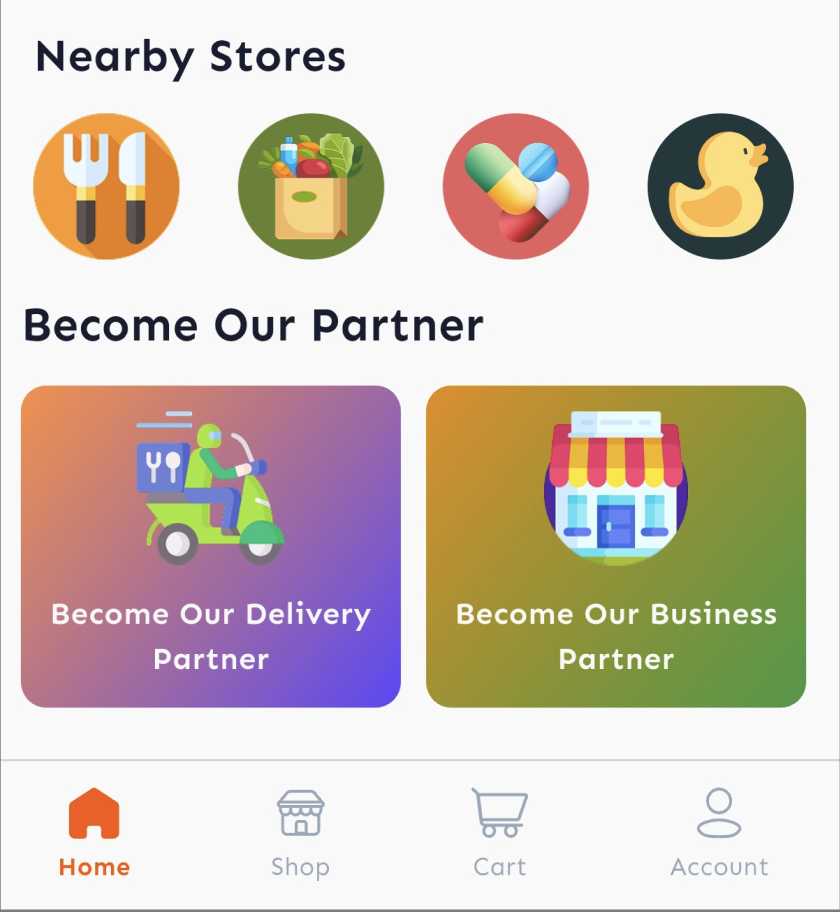 Nearby Stores
Become Our Partner
Become Our Delivery
Partner
Become Our Business
Partner
Home
Shop
Cart
Account